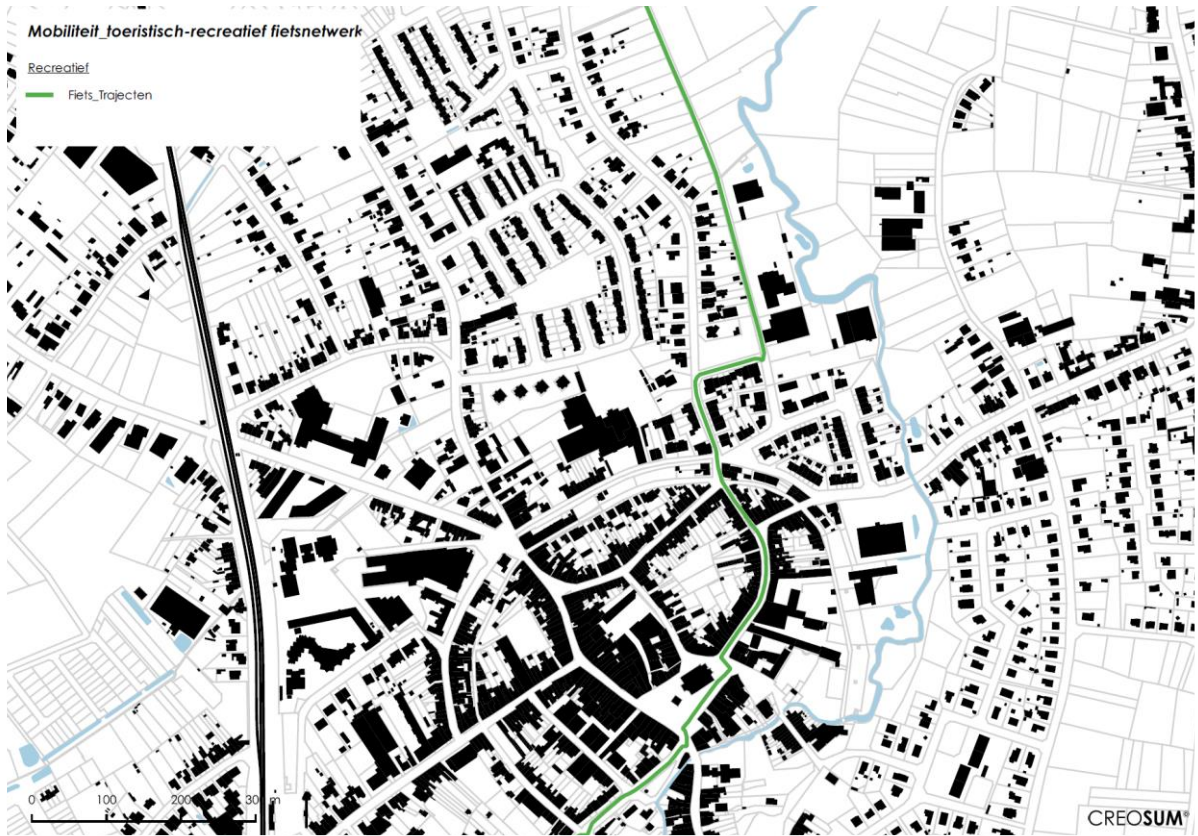 Mobiliteit_toeristisch-recreatief fietsnetwerk
Recreatief
Fiets_Trajecten
0 100 200 300 m
CREOSUM®